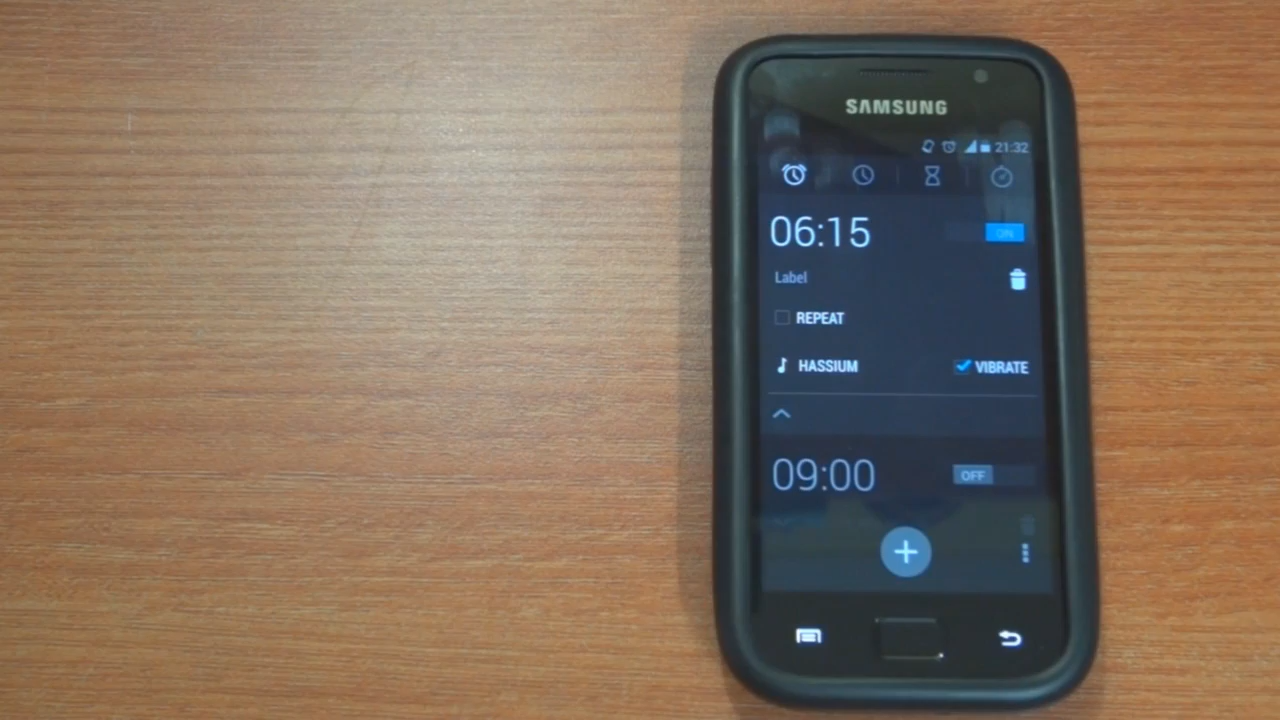 SAMSUNG
21:32
06:15 ON
Label
REPEAT
HASSIUM VIBRATE
09:00 OFF